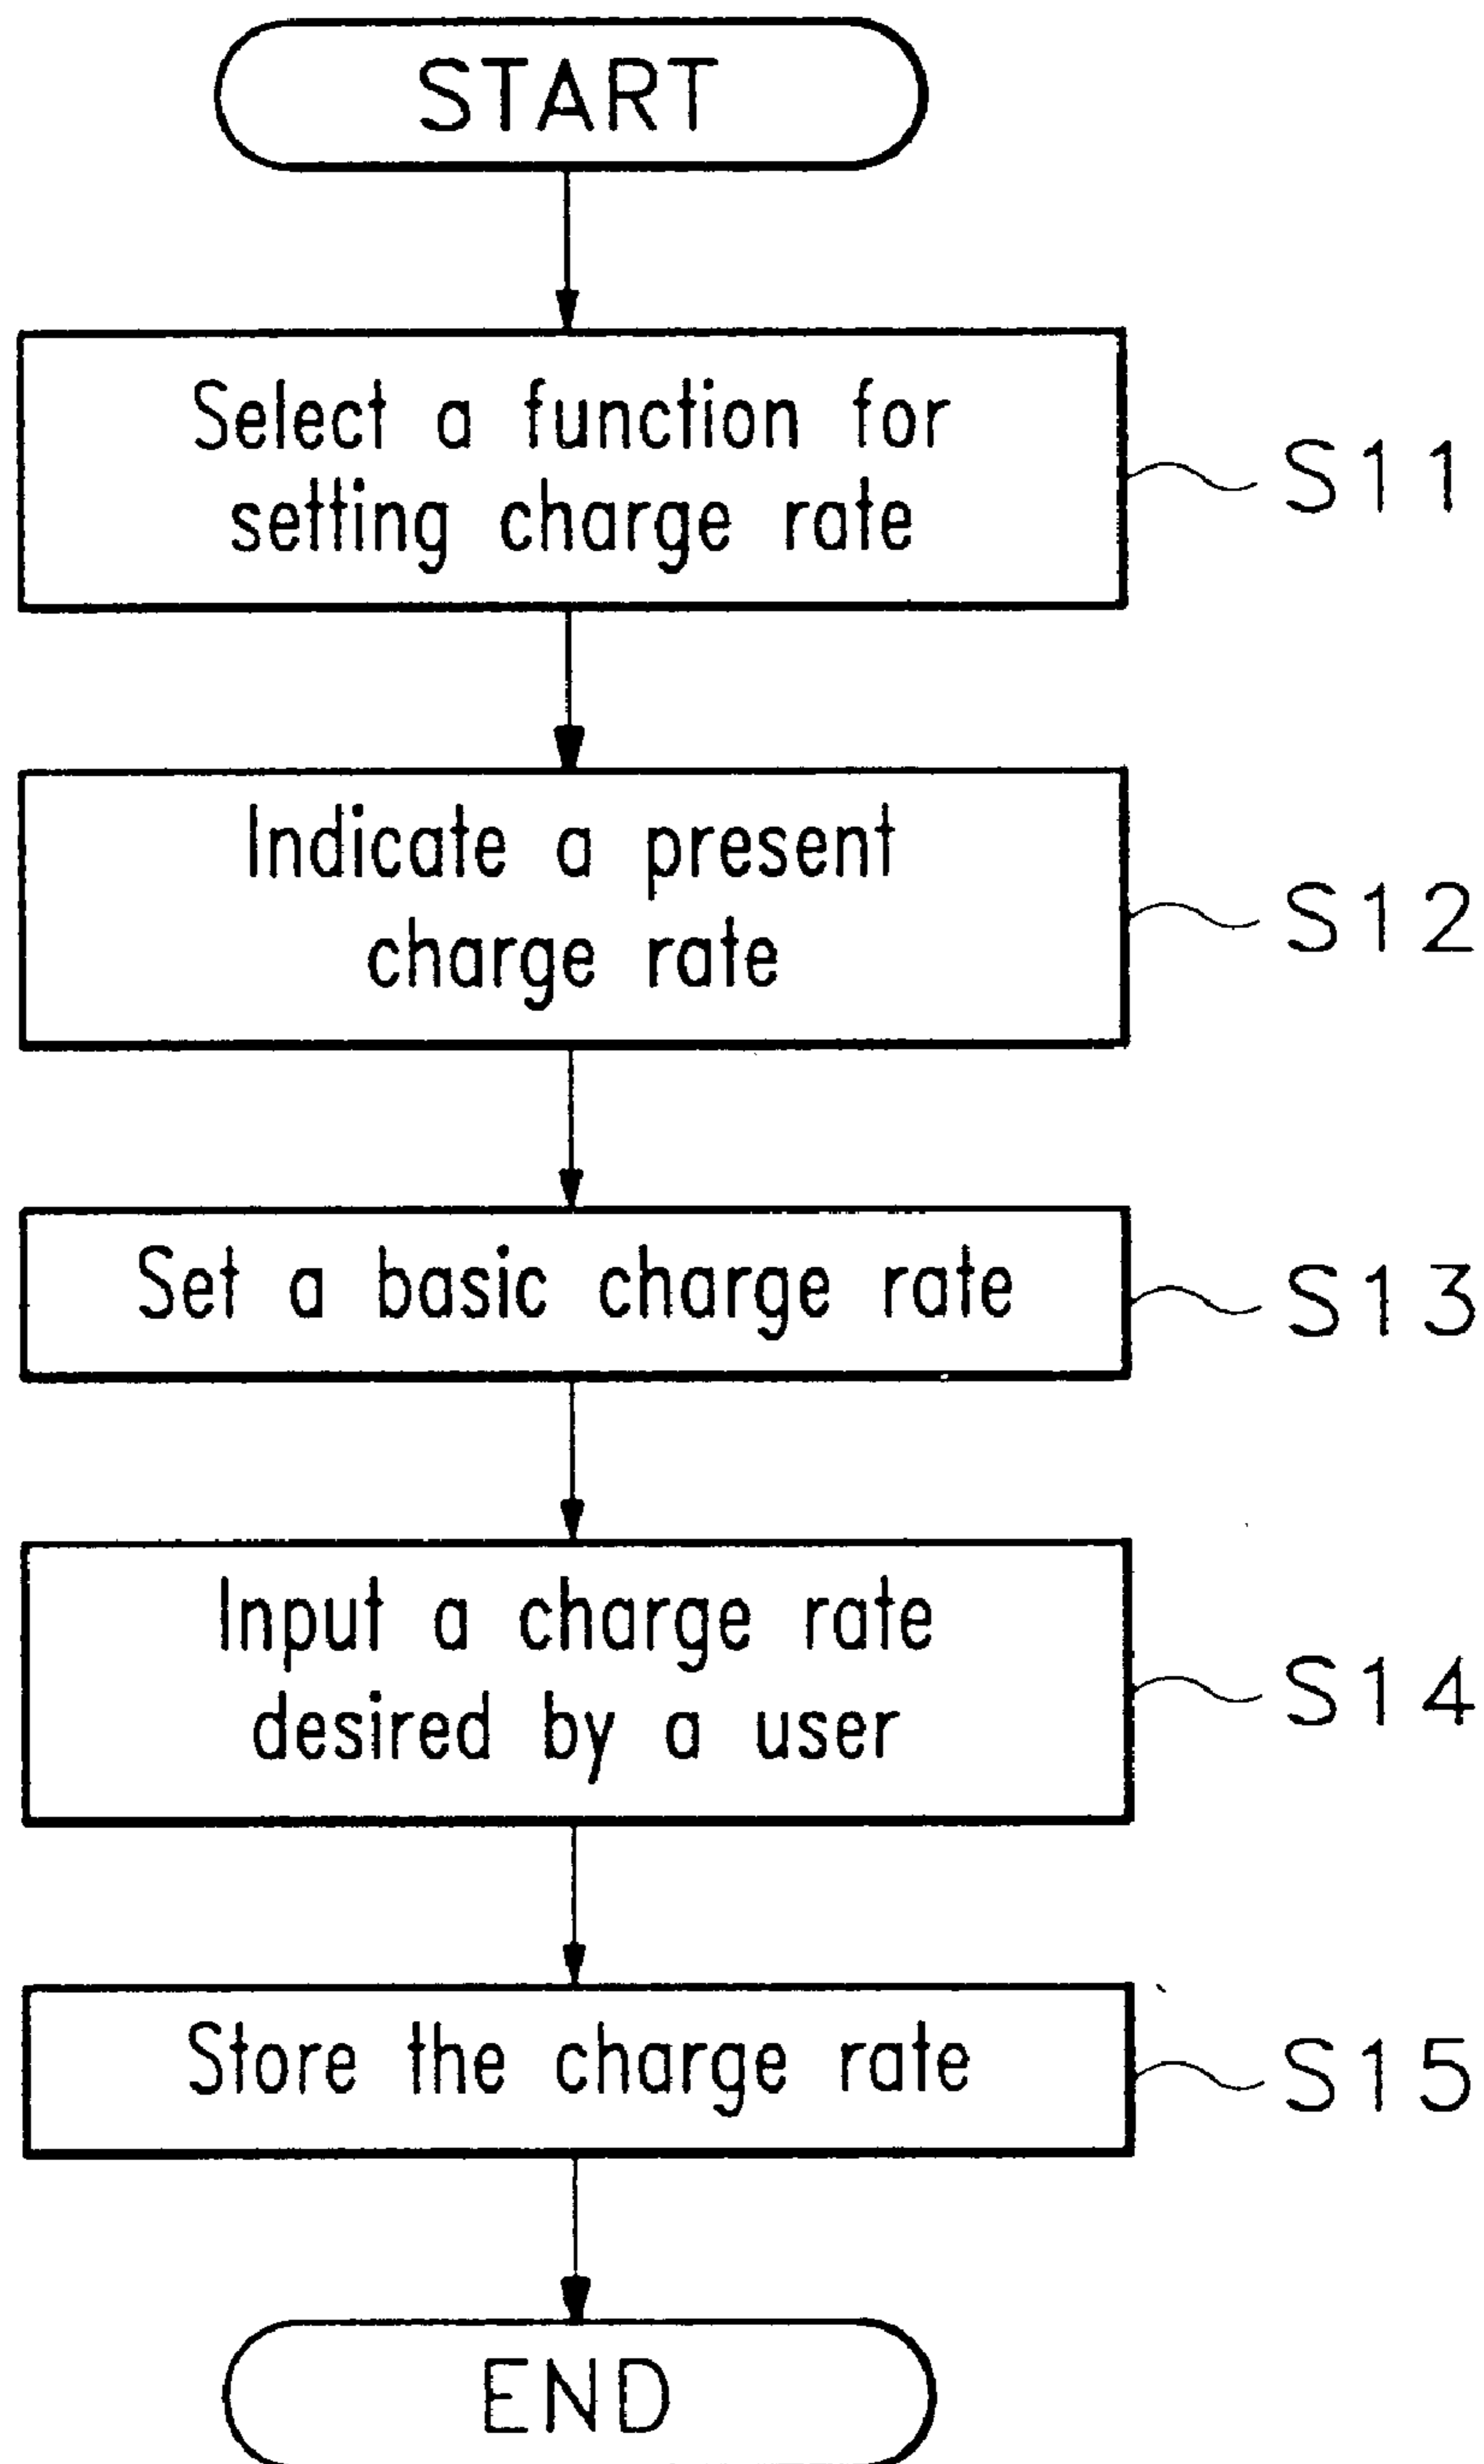 START
Select a function for
setting charge rate
S11
Indicate a present
charge rate
S12
Set a basic charge rate
S13
Input a charge rate
desired by a user
S14
Store the charge rate
S15
END